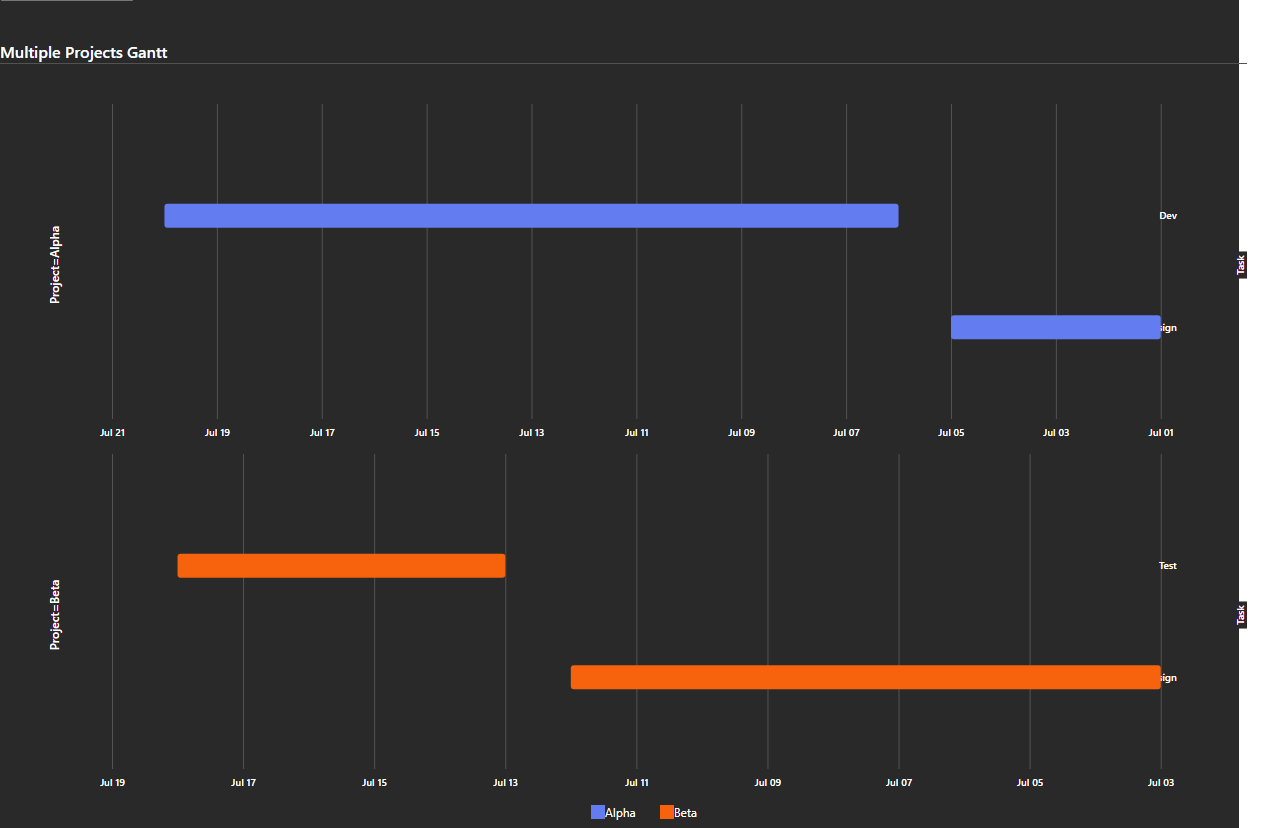 Multiple Projects Gantt
Project=Alpha
Dev
Task
Jul 21 Jul 19 Jul 17 Jul 15 Jul 13 Jul 11 Jul 09 Jul 07 Jul 05 Jul 03 Jul 01
Project=Beta
Test
Task
Jul 19 Jul 17 Jul 15 Jul 13 Jul 11 Jul 09 Jul 07 Jul 05 Jul 03
Alpha Beta